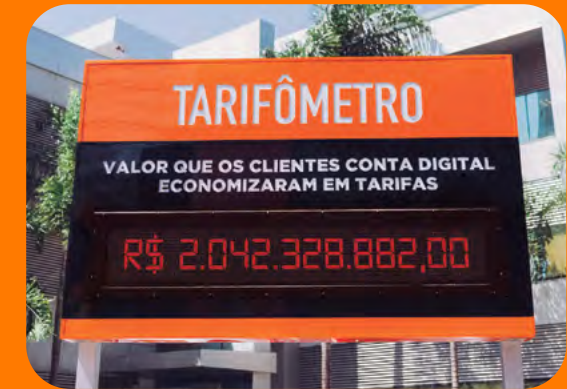 TARIFÔMETRO
VALOR QUE OS CLIENTES CONTA DIGITAL
ECONOMIZARAM EM TARIFAS
R$ 2.042.328.882,00